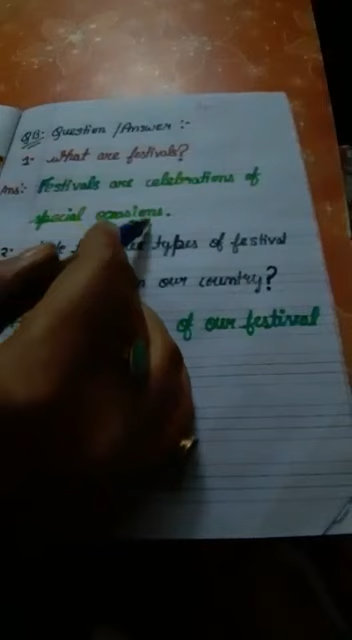 Q3: Question /Answer :-
1. What are festivals?
Ans:- Festivals are celebrations of
special occasions.
2. types of festival
our country?
of our festival